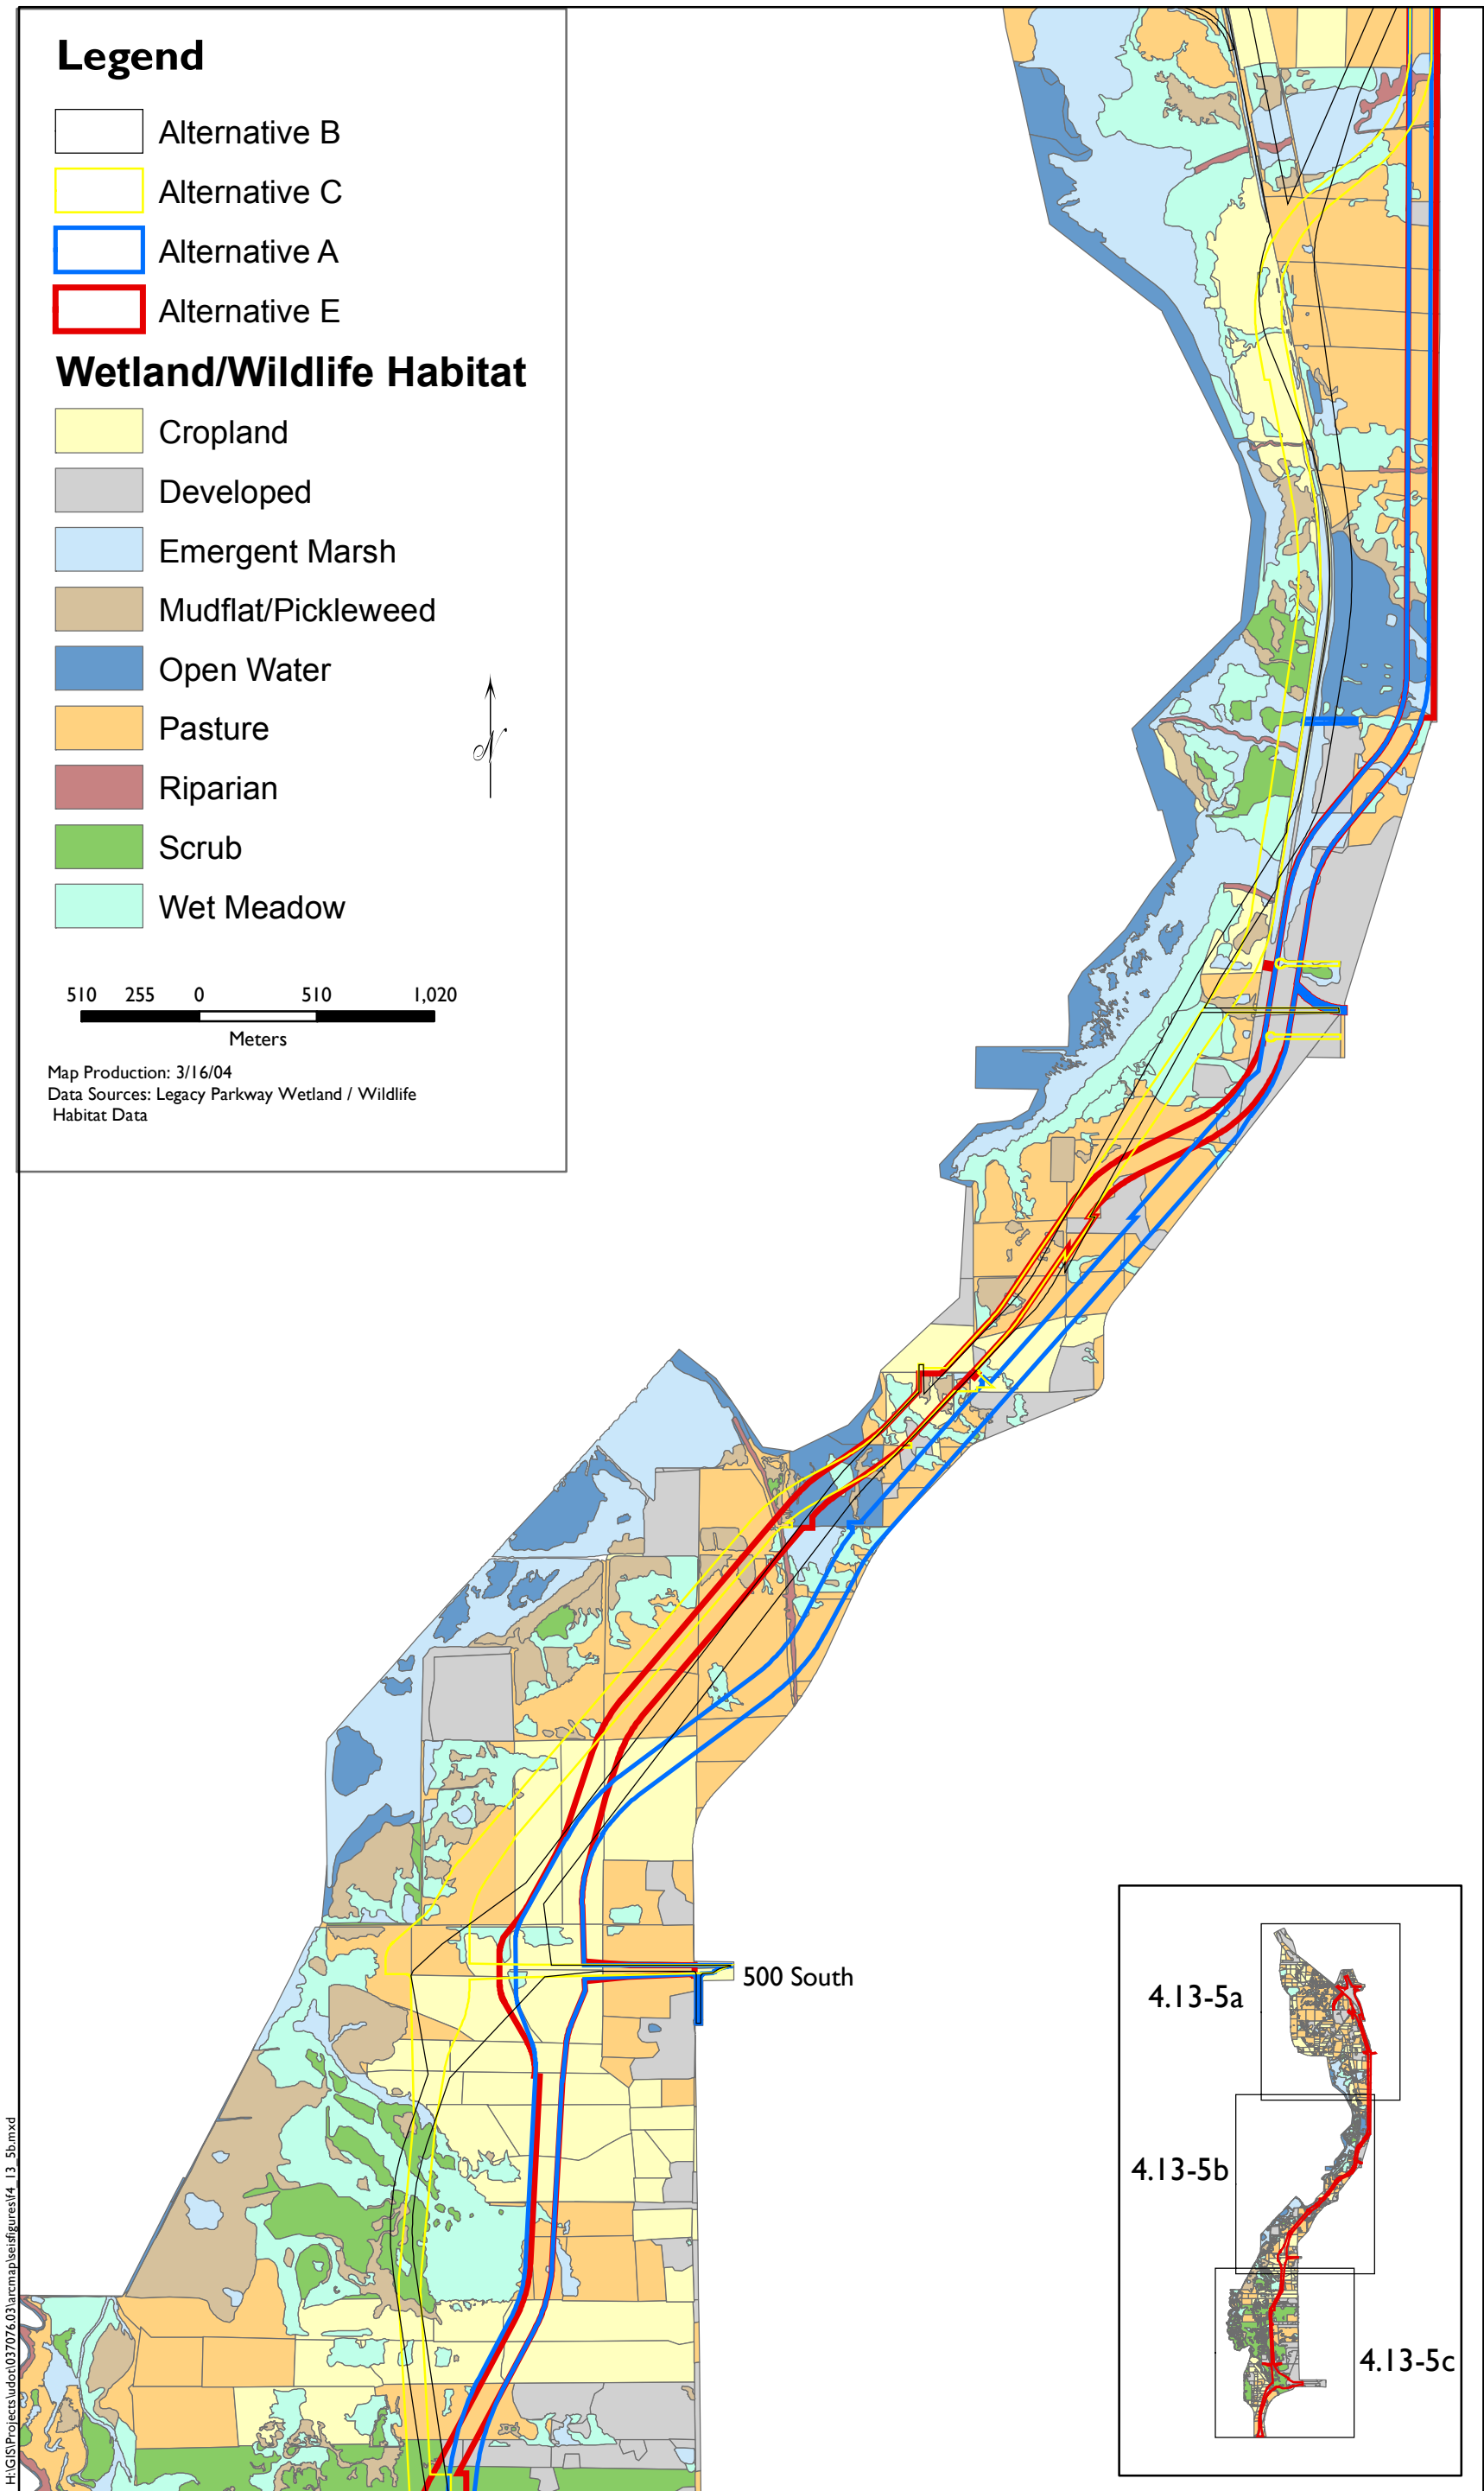 Legend
Alternative B
Alternative C
Alternative A
Alternative E
Wetland/Wildlife Habitat
Cropland
Developed
Emergent Marsh
Mudflat/Pickleweed
Open Water
Pasture
Riparian
Scrub
Wet Meadow
N
510 255 0 510 1,020
Meters
Map Production: 3/16/04
Data Sources: Legacy Parkway Wetland / Wildlife
Habitat Data
500 South
4.13-5a
4.13-5b
4.13-5c
H:\GIS\Projects\udot\037076.03\arcmap\seisfigures\f4_13_5b.mxd